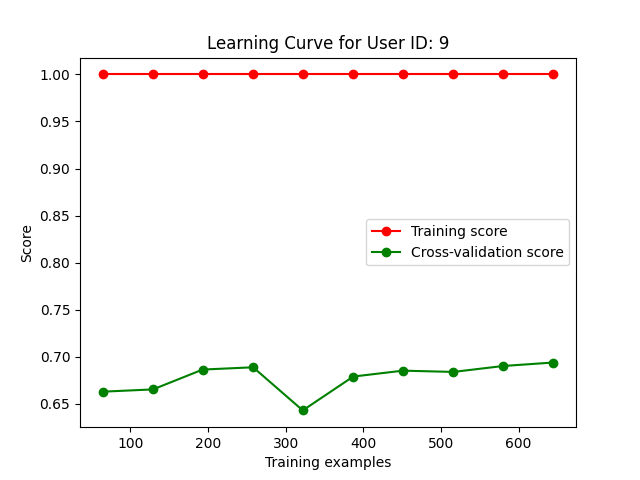 Learning Curve for User ID: 9
1.00
0.95
0.90
0.85
0.80
0.75
0.70
0.65
Score
Training score
Cross-validation score
100
200
300
400
500
600
Training examples